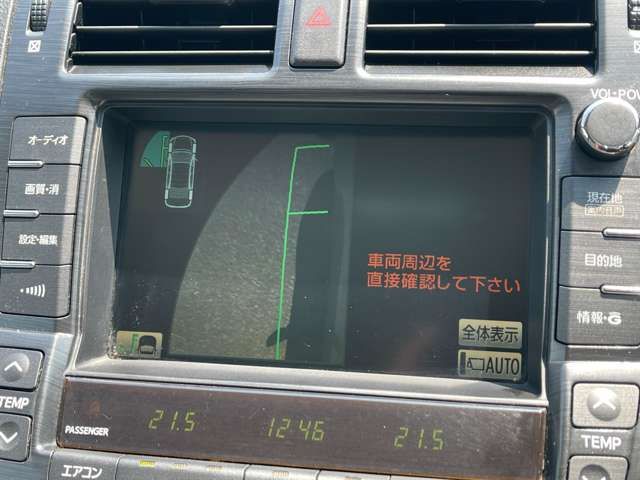 VOL・POW
オーディオ
画質・消
設定・編集
現在地
目的地
情報・G
車両周辺を
直接確認して下さい
全体表示
AUTO
TEMP
PASSENGER
21.5
12:46
21.5
TEMP
エアコン